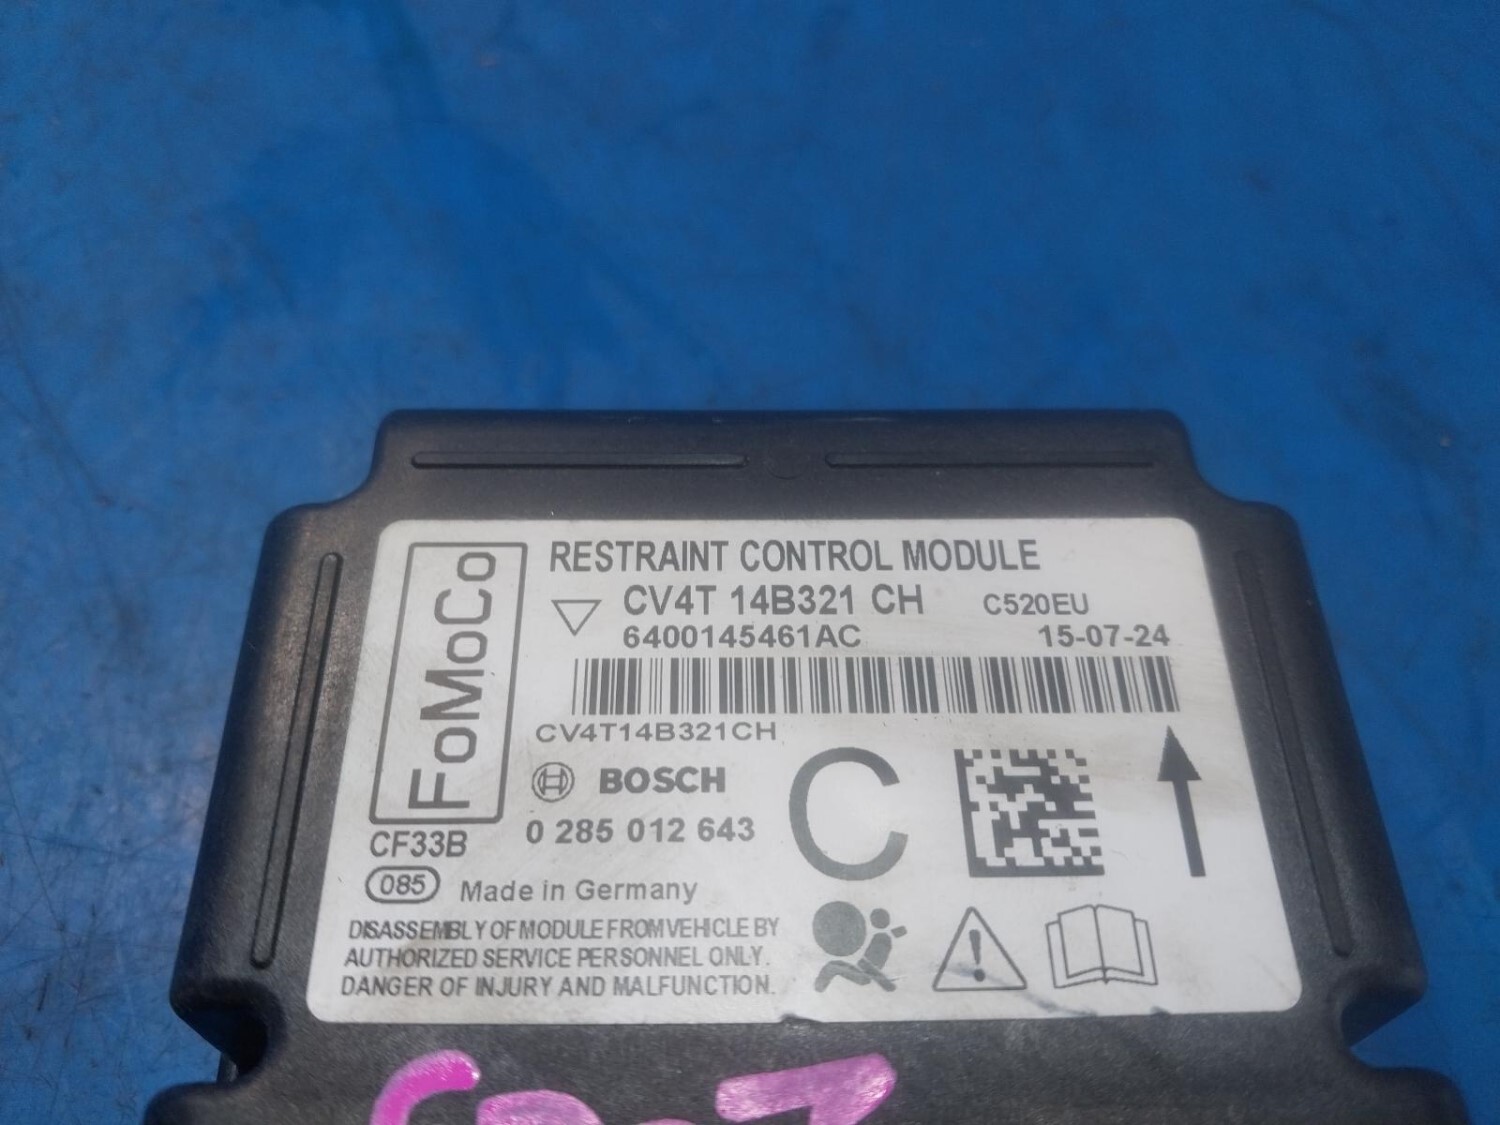 FoMoCo
RESTRAINT CONTROL MODULE
CV4T 14B321 CH C520EU
6400145461AC 15-07-24
CV4T14B321CH
BOSCH
C
0 285 012 643
CF33B
085
Made in Germany
DISASSEMBLY OF MODULE FROM VEHICLE BY
AUTHORIZED SERVICE PERSONNEL ONLY.
DANGER OF INJURY AND MALFUNCTION.